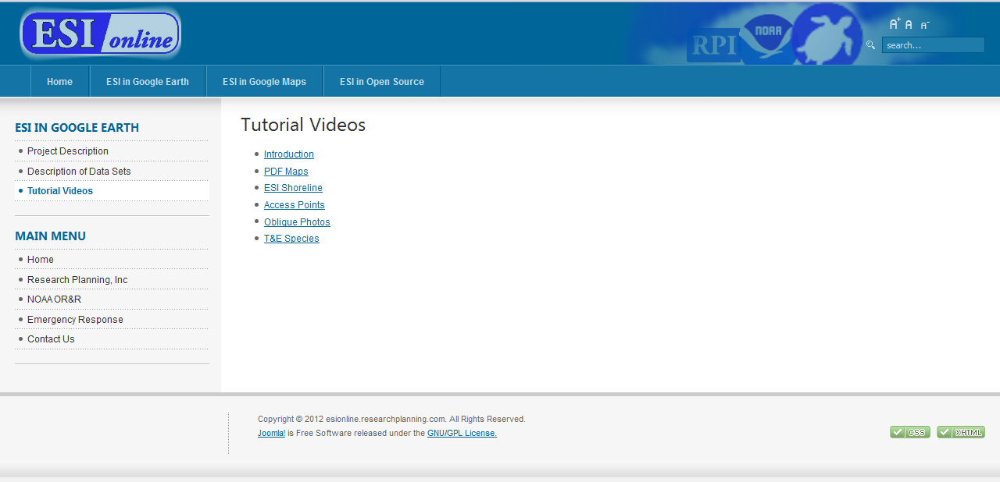 ESI online
RPI
NOAA
A+ A A-
search...
Home
ESI in Google Earth
ESI in Google Maps
ESI in Open Source
ESI IN GOOGLE EARTH
Project Description
Description of Data Sets
Tutorial Videos
MAIN MENU
Home
Research Planning, Inc
NOAA OR&R
Emergency Response
Contact Us
Tutorial Videos
Introduction
PDF Maps
ESI Shoreline
Access Points
Oblique Photos
T&E Species
Copyright © 2012 esionline.researchplanning.com. All Rights Reserved.
Joomla! is Free Software released under the GNU/GPL License.
CSS
XHTML